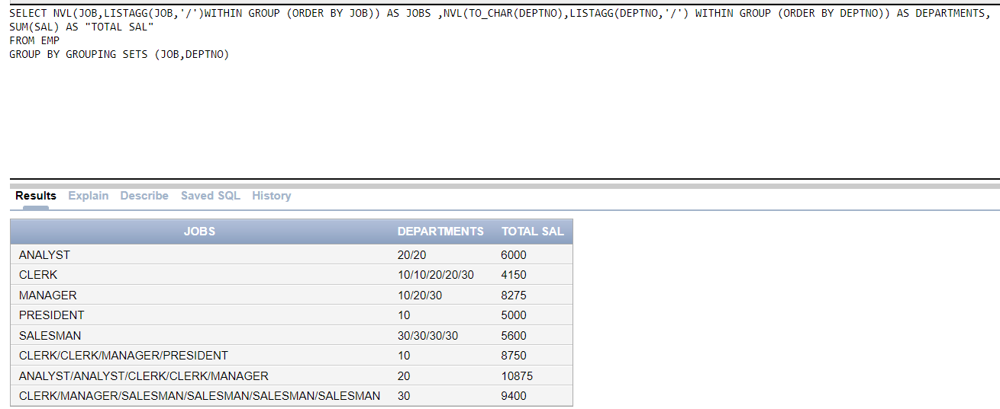 SELECT NVL(JOB,LISTAGG(JOB,'/')WITHIN GROUP (ORDER BY JOB)) AS JOBS ,NVL(TO_CHAR(DEPTNO),LISTAGG(DEPTNO,'/') WITHIN GROUP (ORDER BY DEPTNO)) AS DEPARTMENTS,
SUM(SAL) AS "TOTAL SAL"
FROM EMP
GROUP BY GROUPING SETS (JOB,DEPTNO)
Results Explain Describe Saved SQL History
JOBS DEPARTMENTS TOTAL SAL
ANALYST 20/20 6000
CLERK 10/10/20/20/30 4150
MANAGER 10/20/30 8275
PRESIDENT 10 5000
SALESMAN 30/30/30/30 5600
CLERK/CLERK/MANAGER/PRESIDENT 10 8750
ANALYST/ANALYST/CLERK/CLERK/MANAGER 20 10875
CLERK/MANAGER/SALESMAN/SALESMAN/SALESMAN/SALESMAN 30 9400